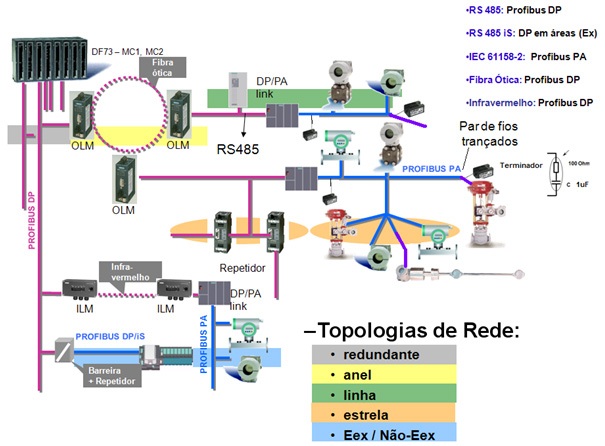 •RS 485: Profibus DP
•RS 485 iS: DP em áreas (Ex)
•IEC 61158-2: Profibus PA
•Fibra Ótica: Profibus DP
•Infravermelho: Profibus DP
DF73 – MC1, MC2
Fibra
ótica
DP/PA
link
OLM
OLM
RS485
Par de fios
trançados
Terminador
100 Ohm
C 1uF
PROFIBUS PA
OLM
PROFIBUS DP
Repetidor
Infra-
vermelho
ILM
ILM
DP/PA
link
PROFIBUS DP/iS
PROFIBUS PA
Barreira
+ Repetidor
–Topologias de Rede:
• redundante
• anel
• linha
• estrela
• Eex / Não-Eex